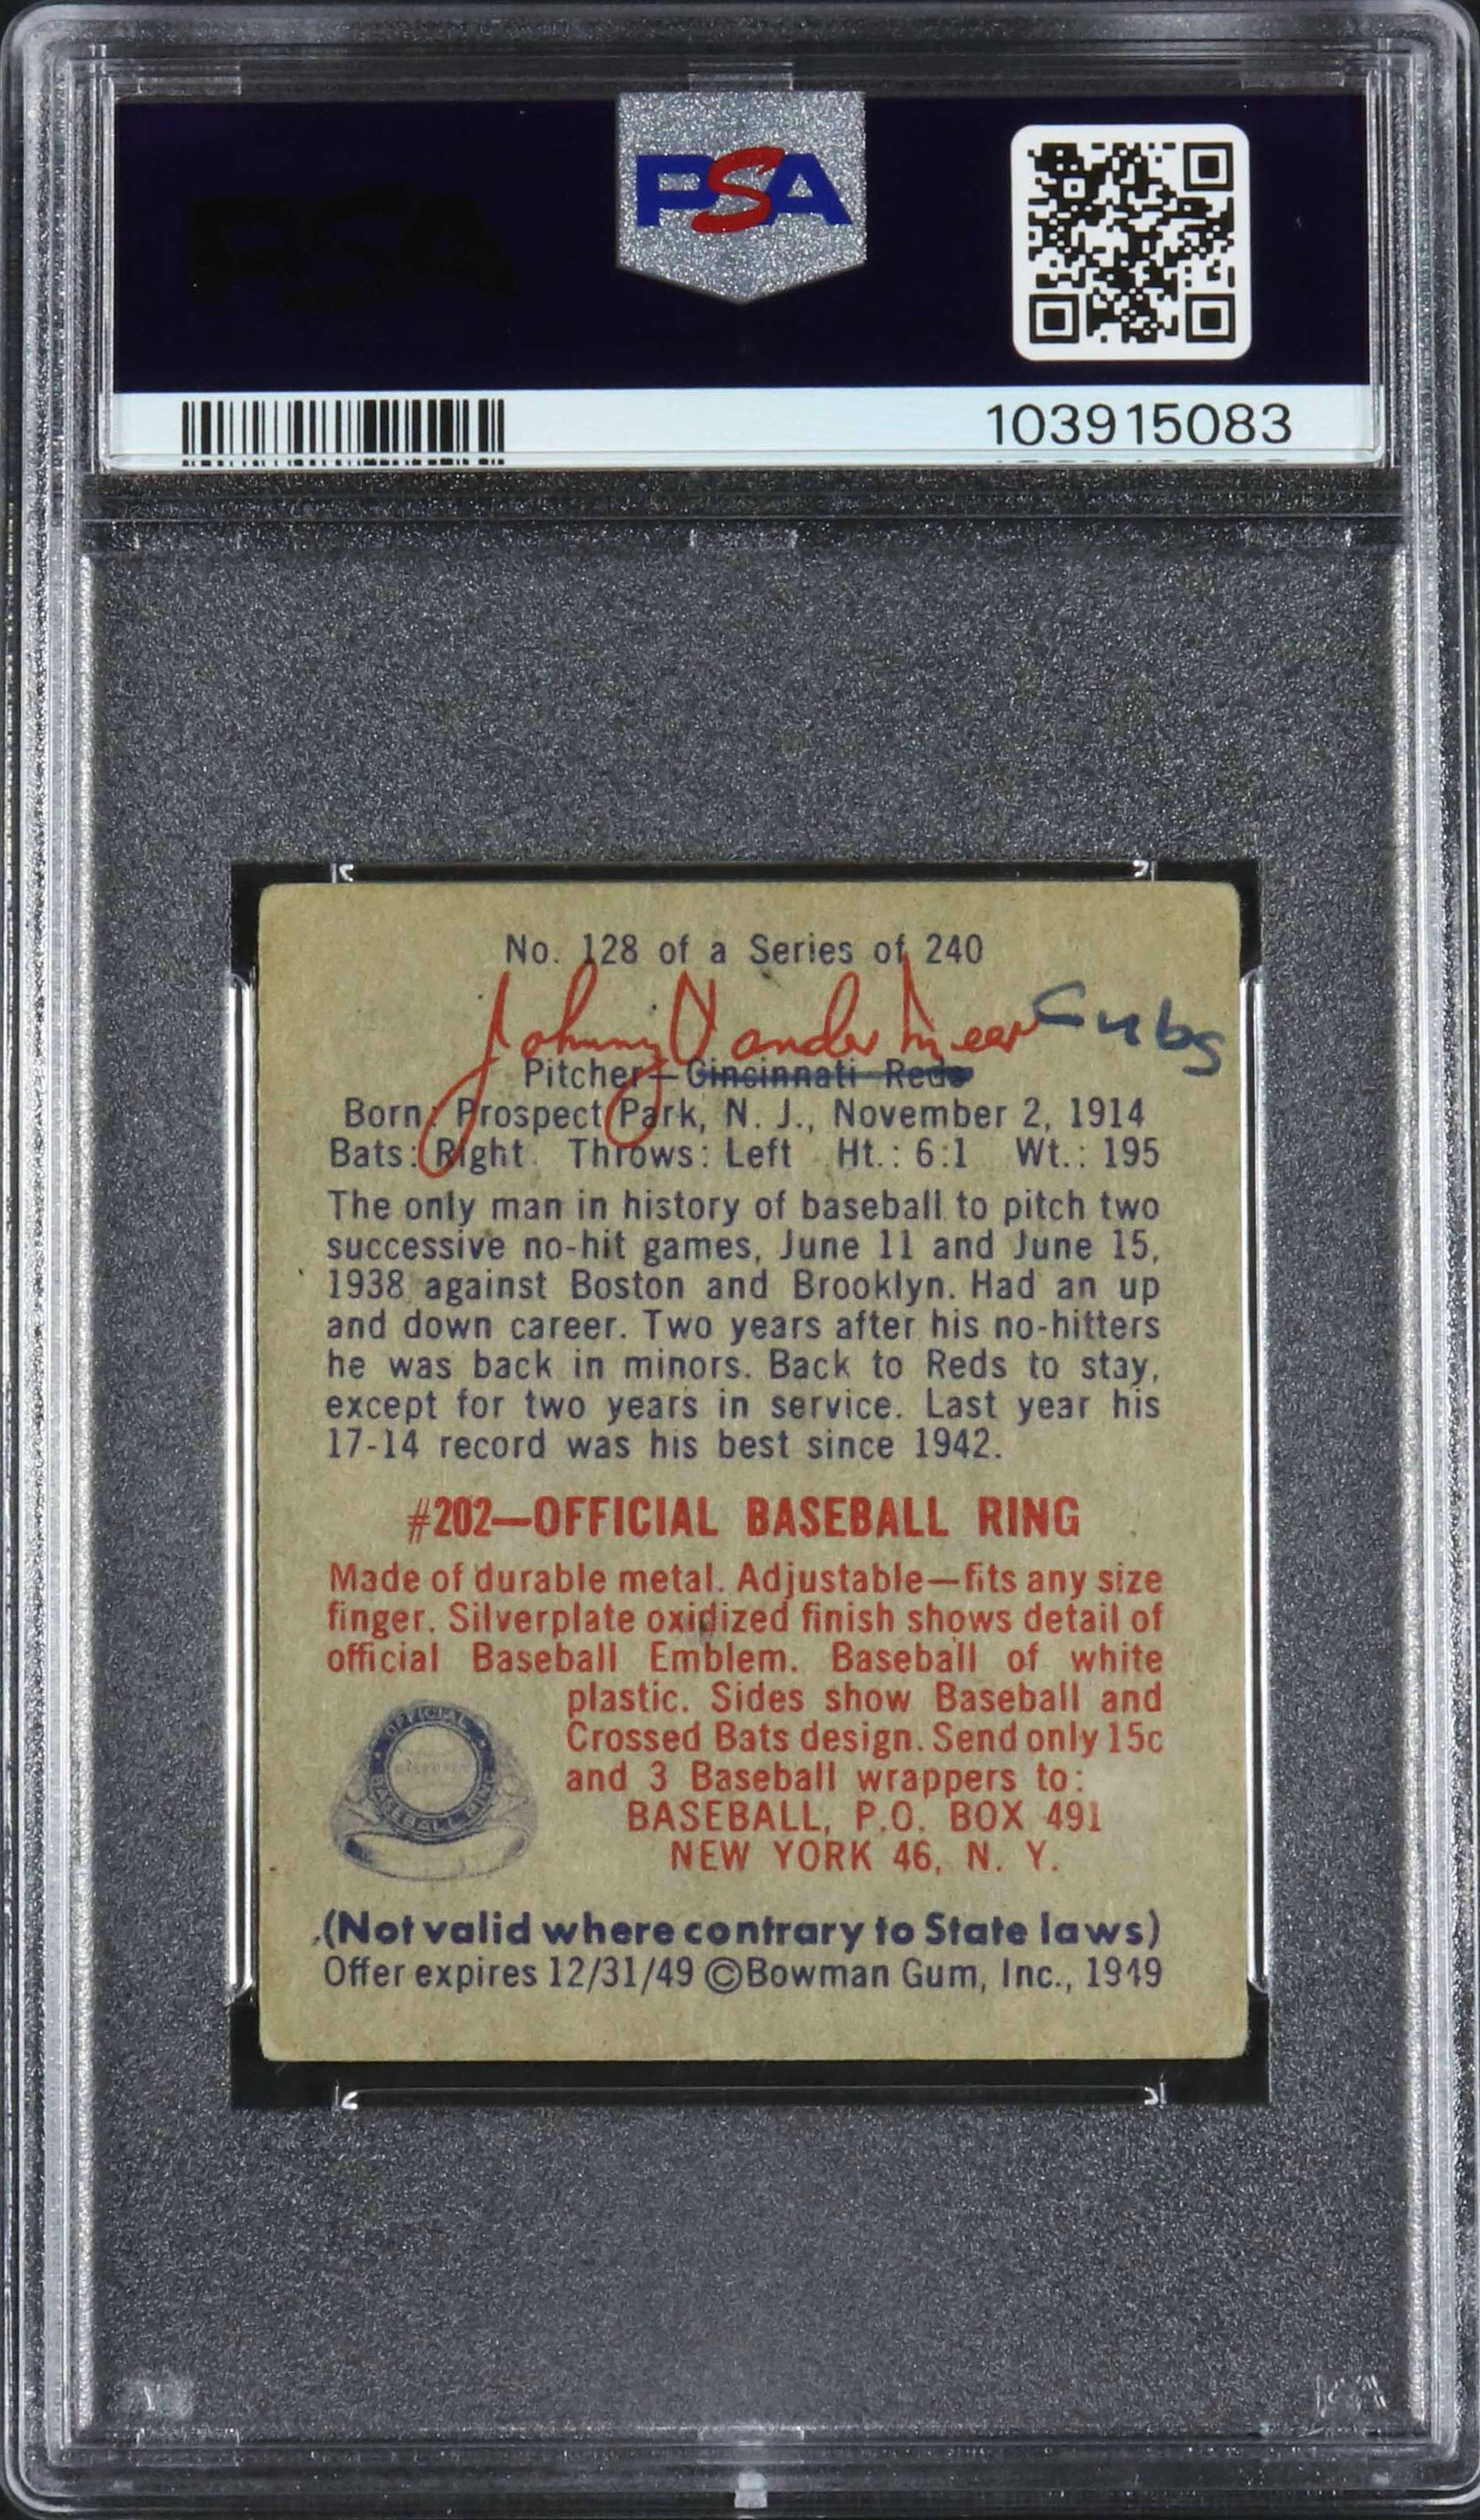 PSA
PSA
103915083
No. 128 of a Series of 240
Johnny Vander Meer Cubs
Pitcher—Cincinnati Reds
Born: Prospect Park, N. J., November 2, 1914
Bats: Right Throws: Left Ht.: 6:1 Wt.: 195
The only man in history of baseball to pitch two
successive no-hit games, June 11 and June 15,
1938 against Boston and Brooklyn. Had an up
and down career. Two years after his no-hitters
he was back in minors. Back to Reds to stay,
except for two years in service. Last year his
17-14 record was his best since 1942.
#202—OFFICIAL BASEBALL RING
Made of durable metal. Adjustable—fits any size
finger. Silverplate oxidized finish shows detail of
official Baseball Emblem. Baseball of white
plastic. Sides show Baseball and
Crossed Bats design. Send only 15c
and 3 Baseball wrappers to:
BASEBALL, P.O. BOX 491
NEW YORK 46, N. Y.
OFFICIAL
BASEBALL RING
(Not valid where contrary to State laws)
Offer expires 12/31/49 ©Bowman Gum, Inc., 1949